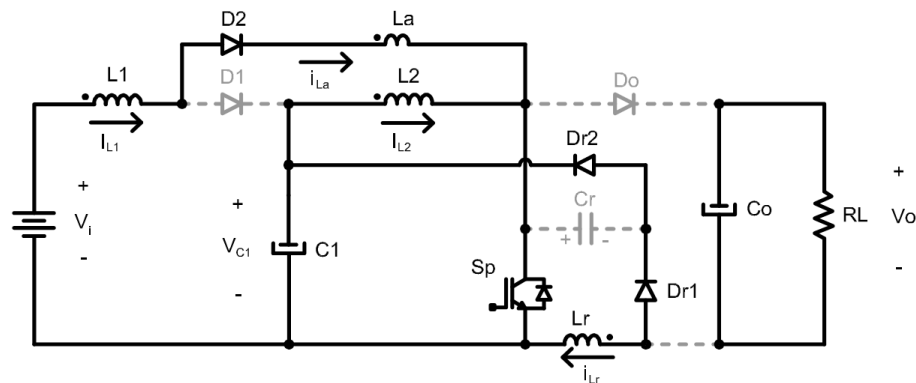 D2
La
iLa
L1
D1
L2
Do
IL1
IL2
Dr2
+
Vi
-
+
VC1
-
C1
Cr
+ -
Sp
Dr1
Lr
iLr
Co
RL
+
Vo
-